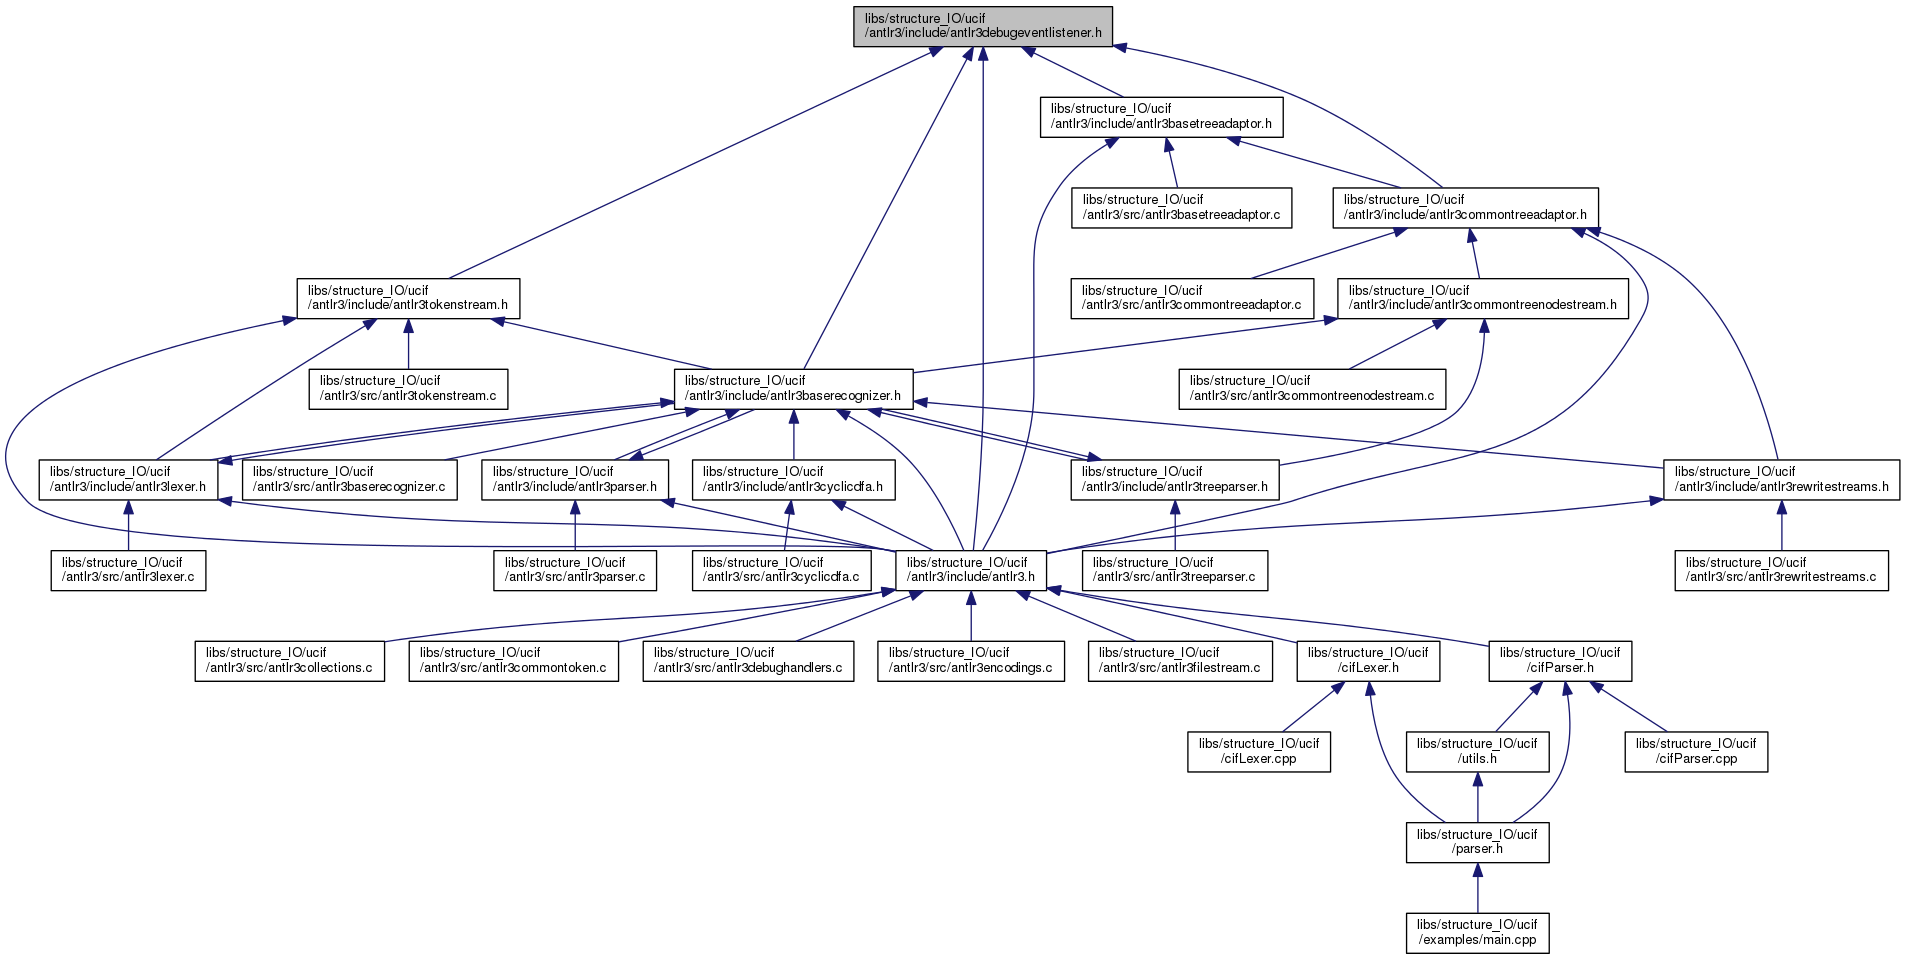 libs/structure_IO/ucif
/antlr3/include/antlr3debugeventlistener.h
libs/structure_IO/ucif
/antlr3/include/antlr3basetreeadaptor.h
libs/structure_IO/ucif
/antlr3/src/antlr3basetreeadaptor.c
libs/structure_IO/ucif
/antlr3/include/antlr3commontreeadaptor.h
libs/structure_IO/ucif
/antlr3/include/antlr3tokenstream.h
libs/structure_IO/ucif
/antlr3/src/antlr3commontreeadaptor.c
libs/structure_IO/ucif
/antlr3/include/antlr3commontreenodestream.h
libs/structure_IO/ucif
/antlr3/src/antlr3tokenstream.c
libs/structure_IO/ucif
/antlr3/include/antlr3baserecognizer.h
libs/structure_IO/ucif
/antlr3/src/antlr3commontreenodestream.c
libs/structure_IO/ucif
/antlr3/include/antlr3lexer.h
libs/structure_IO/ucif
/antlr3/src/antlr3baserecognizer.c
libs/structure_IO/ucif
/antlr3/include/antlr3parser.h
libs/structure_IO/ucif
/antlr3/include/antlr3cyclicdfa.h
libs/structure_IO/ucif
/antlr3/include/antlr3treeparser.h
libs/structure_IO/ucif
/antlr3/include/antlr3rewritestreams.h
libs/structure_IO/ucif
/antlr3/src/antlr3lexer.c
libs/structure_IO/ucif
/antlr3/src/antlr3parser.c
libs/structure_IO/ucif
/antlr3/src/antlr3cyclicdfa.c
libs/structure_IO/ucif
/antlr3/include/antlr3.h
libs/structure_IO/ucif
/antlr3/src/antlr3treeparser.c
libs/structure_IO/ucif
/antlr3/src/antlr3rewritestreams.c
libs/structure_IO/ucif
/antlr3/src/antlr3collections.c
libs/structure_IO/ucif
/antlr3/src/antlr3commontoken.c
libs/structure_IO/ucif
/antlr3/src/antlr3debughandlers.c
libs/structure_IO/ucif
/antlr3/src/antlr3encodings.c
libs/structure_IO/ucif
/antlr3/src/antlr3filestream.c
libs/structure_IO/ucif
/cifLexer.h
libs/structure_IO/ucif
/cifParser.h
libs/structure_IO/ucif
/cifLexer.cpp
libs/structure_IO/ucif
/utils.h
libs/structure_IO/ucif
/cifParser.cpp
libs/structure_IO/ucif
/parser.h
libs/structure_IO/ucif
/examples/main.cpp